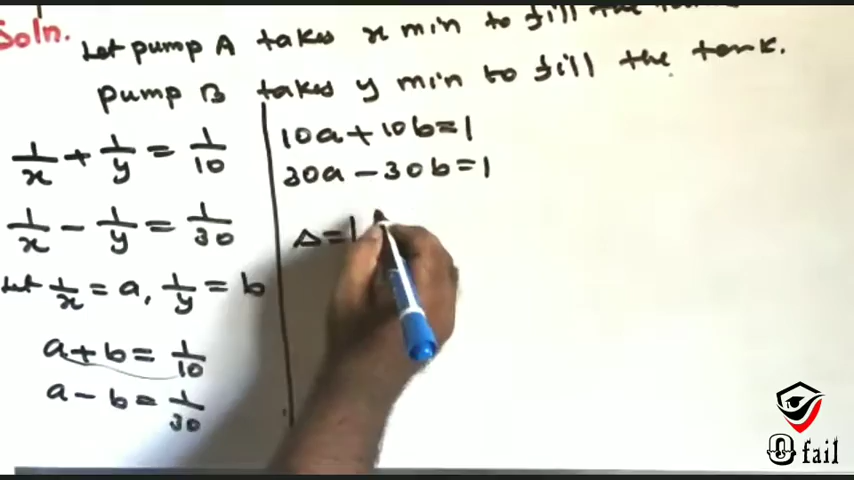 Soln. Let pump A takes x min to fill the
pump B takes y min to fill the tank.
1/x + 1/y = 1/10
1/x - 1/y = 1/30
Let 1/x = a, 1/y = b
a + b = 1/10
a - b = 1/30
10a + 10b = 1
30a - 30b = 1
Δ = |
0 fail